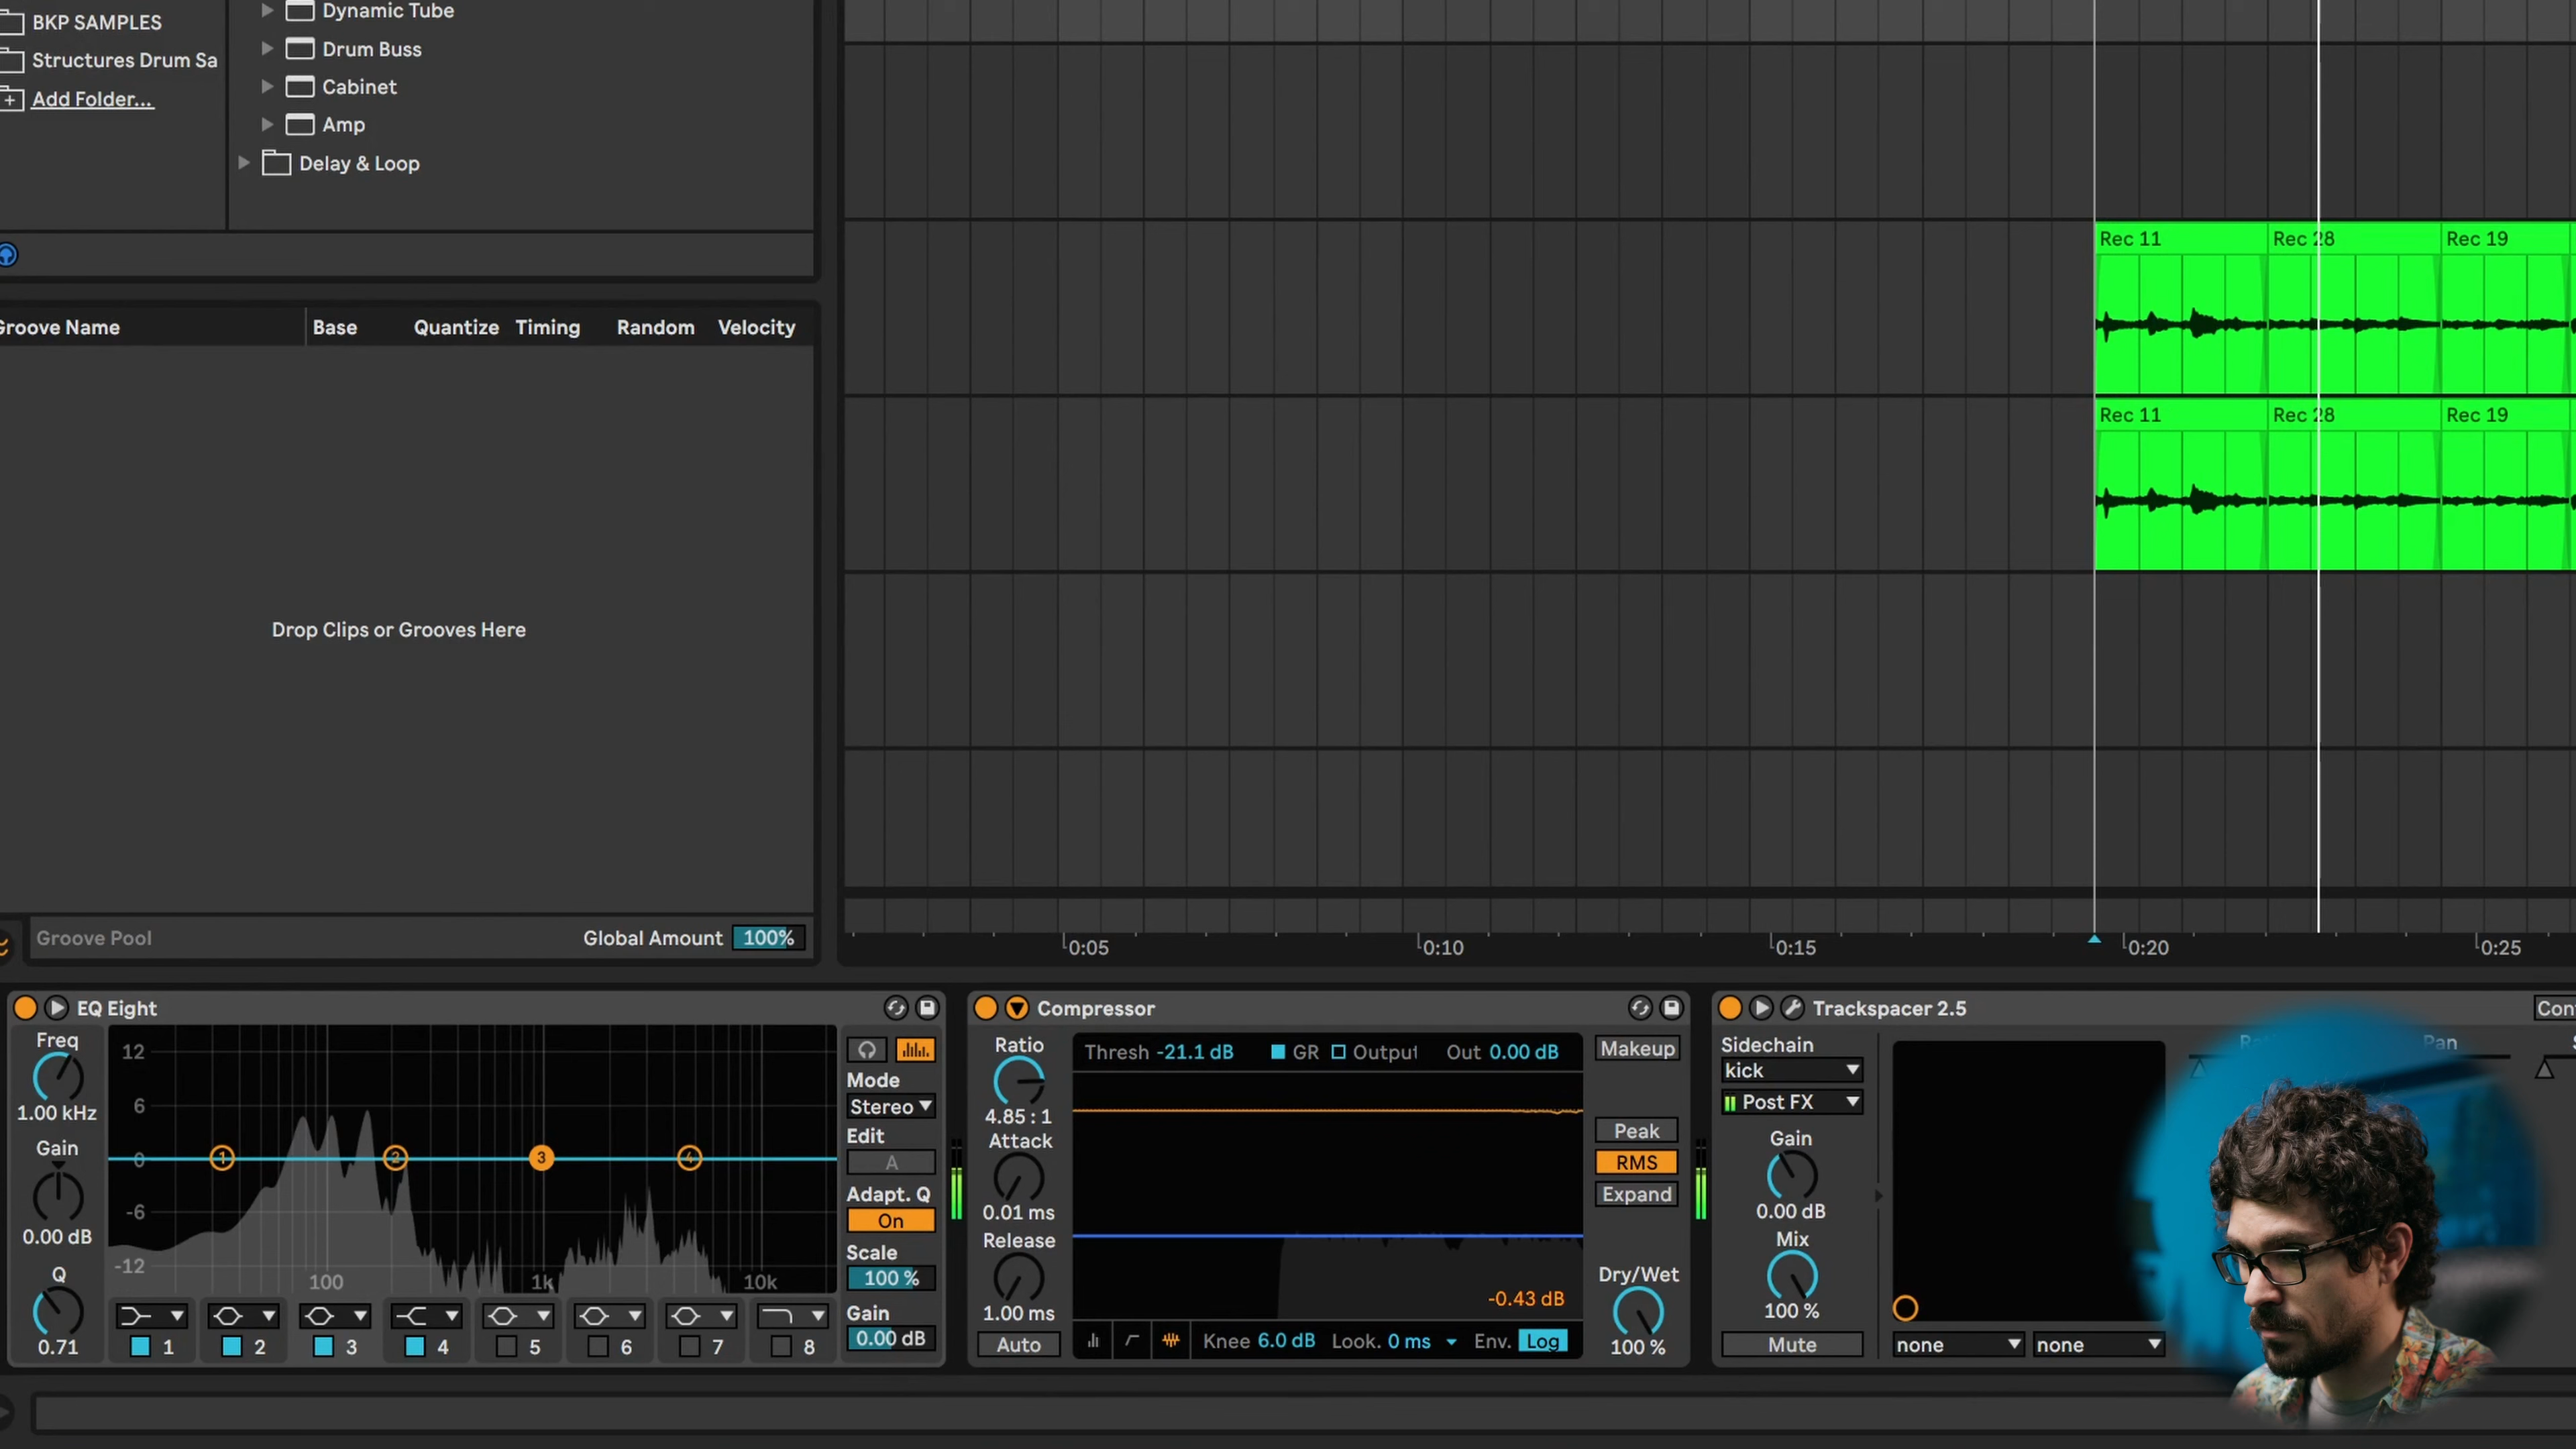 BKP SAMPLES
Structures Drum Sa
Add Folder...
Dynamic Tube
Drum Buss
Cabinet
Amp
Delay & Loop
Rec 11 Rec 28 Rec 19
Rec 11 Rec 28 Rec 19
Groove Name Base Quantize Timing Random Velocity
Drop Clips or Grooves Here
Groove Pool Global Amount 100%
0:05 0:10 0:15 0:20 0:25
EQ Eight
Freq
1.00 kHz
Gain
0.00 dB
Q
0.71
12
6
0
-6
-12
100 1k 10k
1 2 3 4
1 2 3 4 5 6 7 8
Mode
Stereo
Edit
A
Adapt. Q
On
Scale
100 %
Gain
0.00 dB
Compressor
Ratio
4.85 : 1
Attack
0.01 ms
Release
1.00 ms
Auto
Thresh -21.1 dB GR Output Out 0.00 dB
-0.43 dB
Knee 6.0 dB Look. 0 ms Env. Log
Makeup
Peak
RMS
Expand
Dry/Wet
100 %
Trackspacer 2.5
Sidechain
kick
Post FX
Gain
0.00 dB
Mix
100 %
Mute
none none
Pan